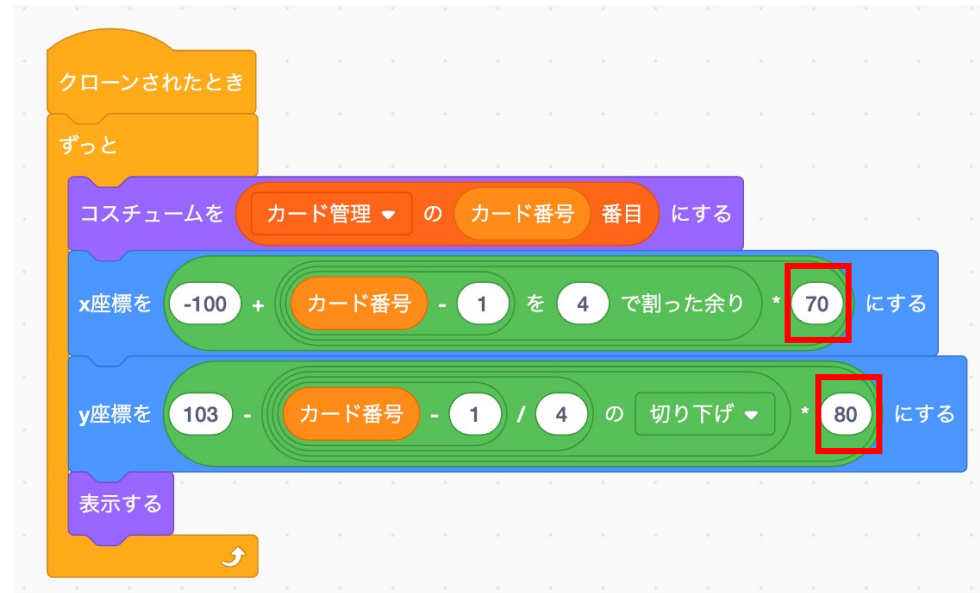 クローンされたとき
ずっと
コスチュームを カード管理 の カード番号 番目 にする
x座標を -100 + カード番号 - 1 を 4 で割った余り * 70 にする
y座標を 103 - カード番号 - 1 / 4 の 切り下げ * 80 にする
表示する